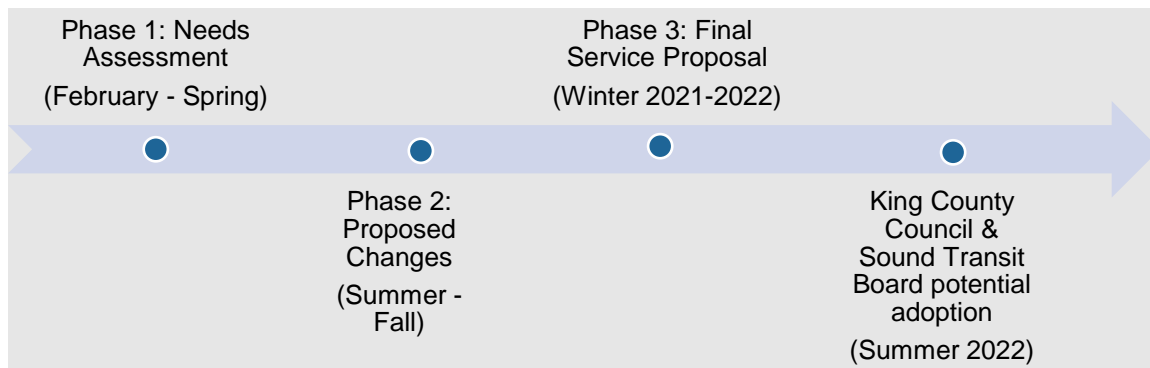 Phase 1: Needs
Assessment
(February - Spring)
Phase 2:
Proposed
Changes
(Summer -
Fall)
Phase 3: Final
Service Proposal
(Winter 2021-2022)
King County
Council &
Sound Transit
Board potential
adoption
(Summer 2022)